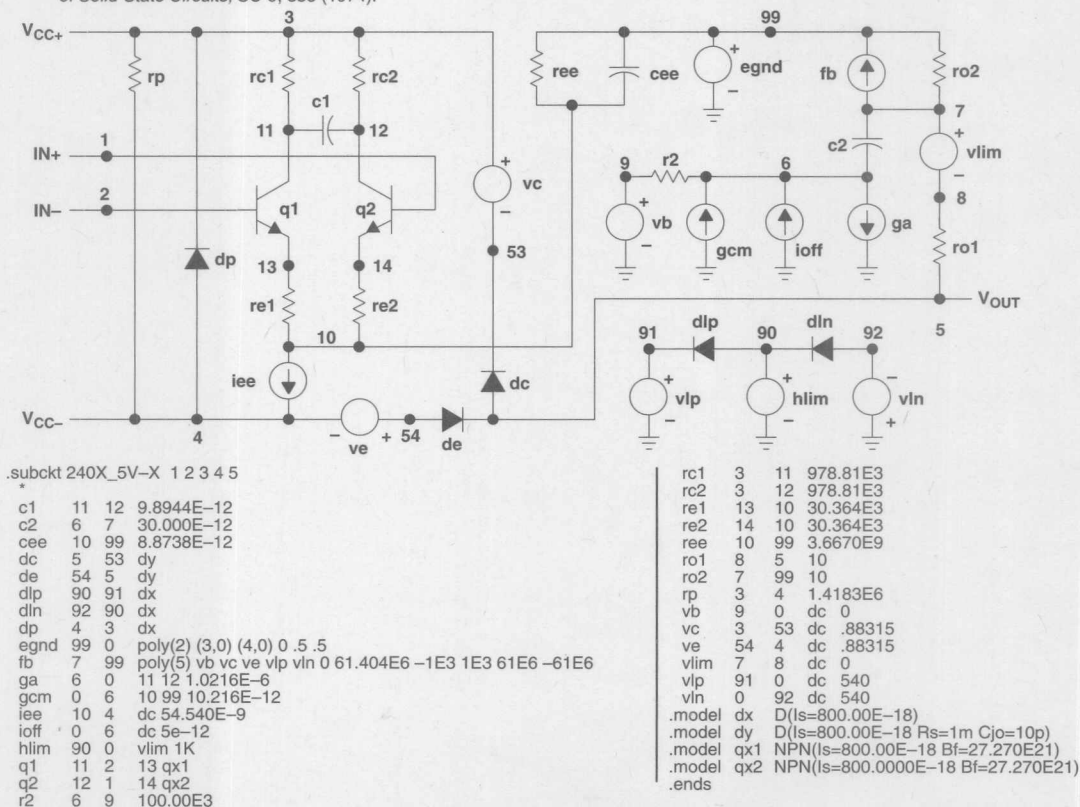 of Solid-State Circuits, SC-9, 353 (1974).
3
99
VCC+
rp
rc1
rc2
ree
cee
egnd
+
–
fb
ro2
c1
11
12
7
1
IN+
c2
+
vlim
–
9
r2
6
2
IN–
+
vc
–
8
q1
q2
+
vb
–
gcm
ioff
ga
53
dp
13
14
ro1
re1
re2
VOUT
5
10
91
dlp
90
dln
92
iee
dc
+
vlp
–
+
hlim
–
–
vln
+
VCC–
4
–
ve
+
54
de
.subckt 240X_5V–X 1 2 3 4 5
*
c1 11 12 9.8944E–12
c2 6 7 30.000E–12
cee 10 99 8.8738E–12
dc 5 53 dy
de 54 5 dy
dlp 90 91 dx
dln 92 90 dx
dp 4 3 dx
egnd 99 0 poly(2) (3,0) (4,0) 0 .5 .5
fb 7 99 poly(5) vb vc ve vlp vln 0 61.404E6 –1E3 1E3 61E6 –61E6
ga 6 0 11 12 1.0216E–6
gcm 0 6 10 99 10.216E–12
iee 10 4 dc 54.540E–9
ioff 0 6 dc 5e–12
hlim 90 0 vlim 1K
q1 11 2 13 qx1
q2 12 1 14 qx2
r2 6 9 100.00E3
rc1 3 11 978.81E3
rc2 3 12 978.81E3
re1 13 10 30.364E3
re2 14 10 30.364E3
ree 10 99 3.6670E9
ro1 8 5 10
ro2 7 99 10
rp 3 4 1.4183E6
vb 9 0 dc 0
vc 3 53 dc .88315
ve 54 4 dc .88315
vlim 7 8 dc 0
vlp 91 0 dc 540
vln 0 92 dc 540
.model dx D(Is=800.00E–18)
.model dy D(Is=800.00E–18 Rs=1m Cjo=10p)
.model qx1 NPN(Is=800.00E–18 Bf=27.270E21)
.model qx2 NPN(Is=800.0000E–18 Bf=27.270E21)
.ends